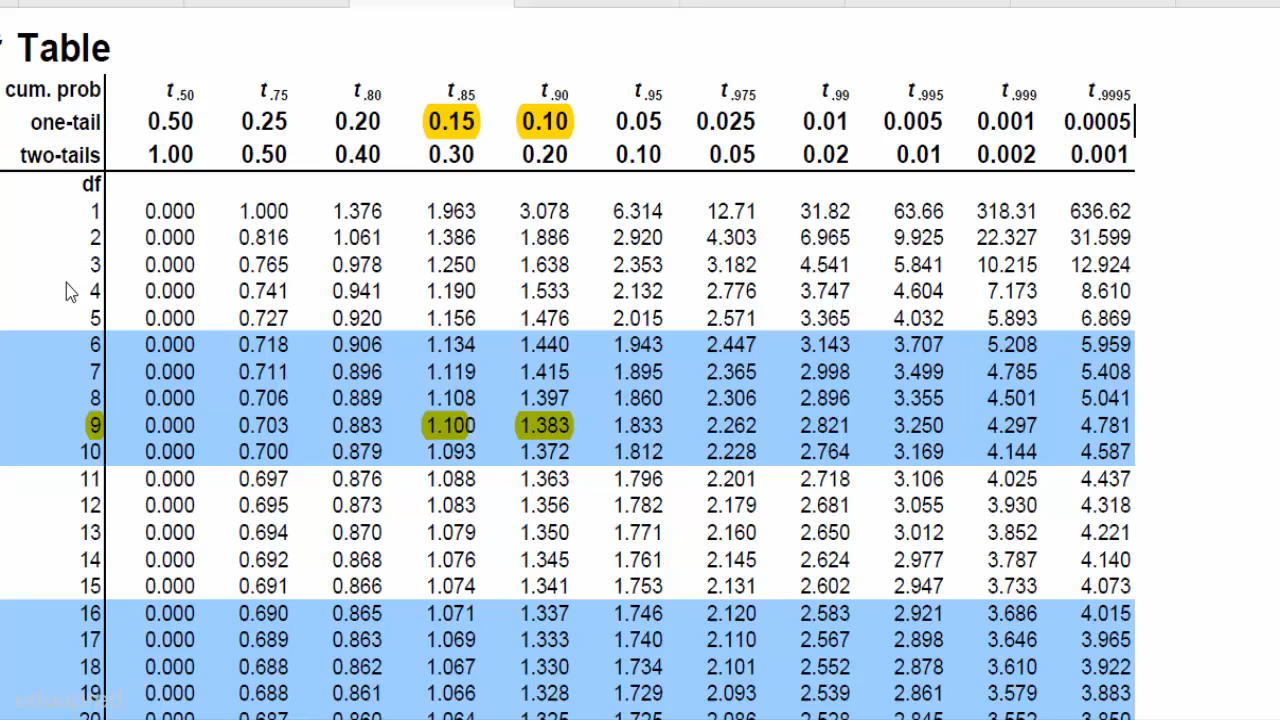 Table
cum. prob t .50 t .75 t .80 t .85 t .90 t .95 t .975 t .99 t .995 t .999 t .9995
one-tail 0.50 0.25 0.20 0.15 0.10 0.05 0.025 0.01 0.005 0.001 0.0005
two-tails 1.00 0.50 0.40 0.30 0.20 0.10 0.05 0.02 0.01 0.002 0.001
df
1 0.000 1.000 1.376 1.963 3.078 6.314 12.71 31.82 63.66 318.31 636.62
2 0.000 0.816 1.061 1.386 1.886 2.920 4.303 6.965 9.925 22.327 31.599
3 0.000 0.765 0.978 1.250 1.638 2.353 3.182 4.541 5.841 10.215 12.924
4 0.000 0.741 0.941 1.190 1.533 2.132 2.776 3.747 4.604 7.173 8.610
5 0.000 0.727 0.920 1.156 1.476 2.015 2.571 3.365 4.032 5.893 6.869
6 0.000 0.718 0.906 1.134 1.440 1.943 2.447 3.143 3.707 5.208 5.959
7 0.000 0.711 0.896 1.119 1.415 1.895 2.365 2.998 3.499 4.785 5.408
8 0.000 0.706 0.889 1.108 1.397 1.860 2.306 2.896 3.355 4.501 5.041
9 0.000 0.703 0.883 1.100 1.383 1.833 2.262 2.821 3.250 4.297 4.781
10 0.000 0.700 0.879 1.093 1.372 1.812 2.228 2.764 3.169 4.144 4.587
11 0.000 0.697 0.876 1.088 1.363 1.796 2.201 2.718 3.106 4.025 4.437
12 0.000 0.695 0.873 1.083 1.356 1.782 2.179 2.681 3.055 3.930 4.318
13 0.000 0.694 0.870 1.079 1.350 1.771 2.160 2.650 3.012 3.852 4.221
14 0.000 0.692 0.868 1.076 1.345 1.761 2.145 2.624 2.977 3.787 4.140
15 0.000 0.691 0.866 1.074 1.341 1.753 2.131 2.602 2.947 3.733 4.073
16 0.000 0.690 0.865 1.071 1.337 1.746 2.120 2.583 2.921 3.686 4.015
17 0.000 0.689 0.863 1.069 1.333 1.740 2.110 2.567 2.898 3.646 3.965
18 0.000 0.688 0.862 1.067 1.330 1.734 2.101 2.552 2.878 3.610 3.922
19 0.000 0.688 0.861 1.066 1.328 1.729 2.093 2.539 2.861 3.579 3.883